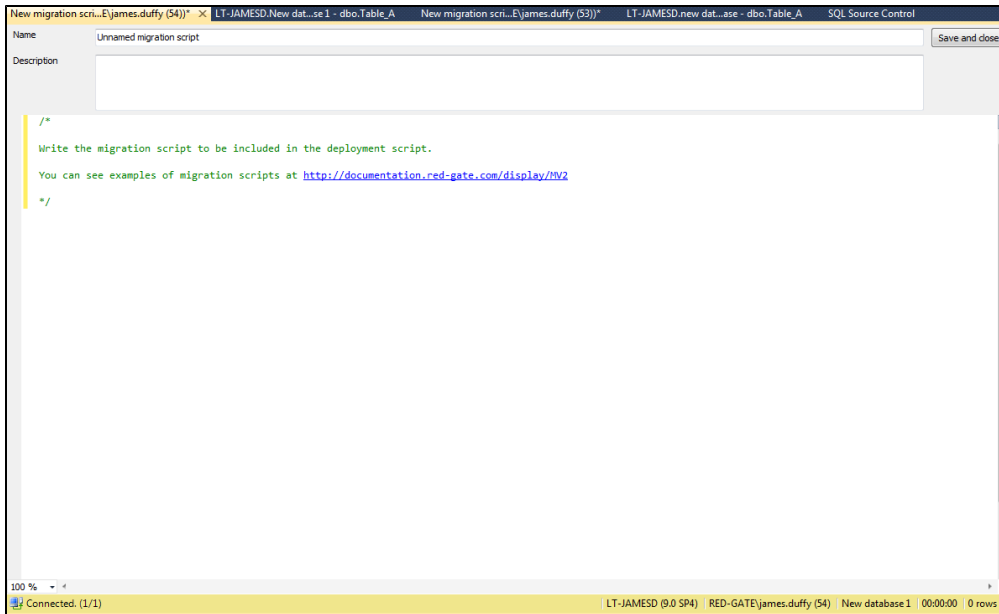 New migration scri...E\james.duffy (54))* LT-JAMESD.New dat...se1 - dbo.Table_A New migration scri...E\james.duffy (53))* LT-JAMESD.new dat...ase - dbo.Table_A SQL Source Control
Name Unnamed migration script Save and close
Description
/*
Write the migration script to be included in the deployment script.
You can see examples of migration scripts at http://documentation.red-gate.com/display/MV2
*/
100 %
Connected. (1/1) LT-JAMESD (9.0 SP4) RED-GATE\james.duffy (54) New database1 00:00:00 0 rows